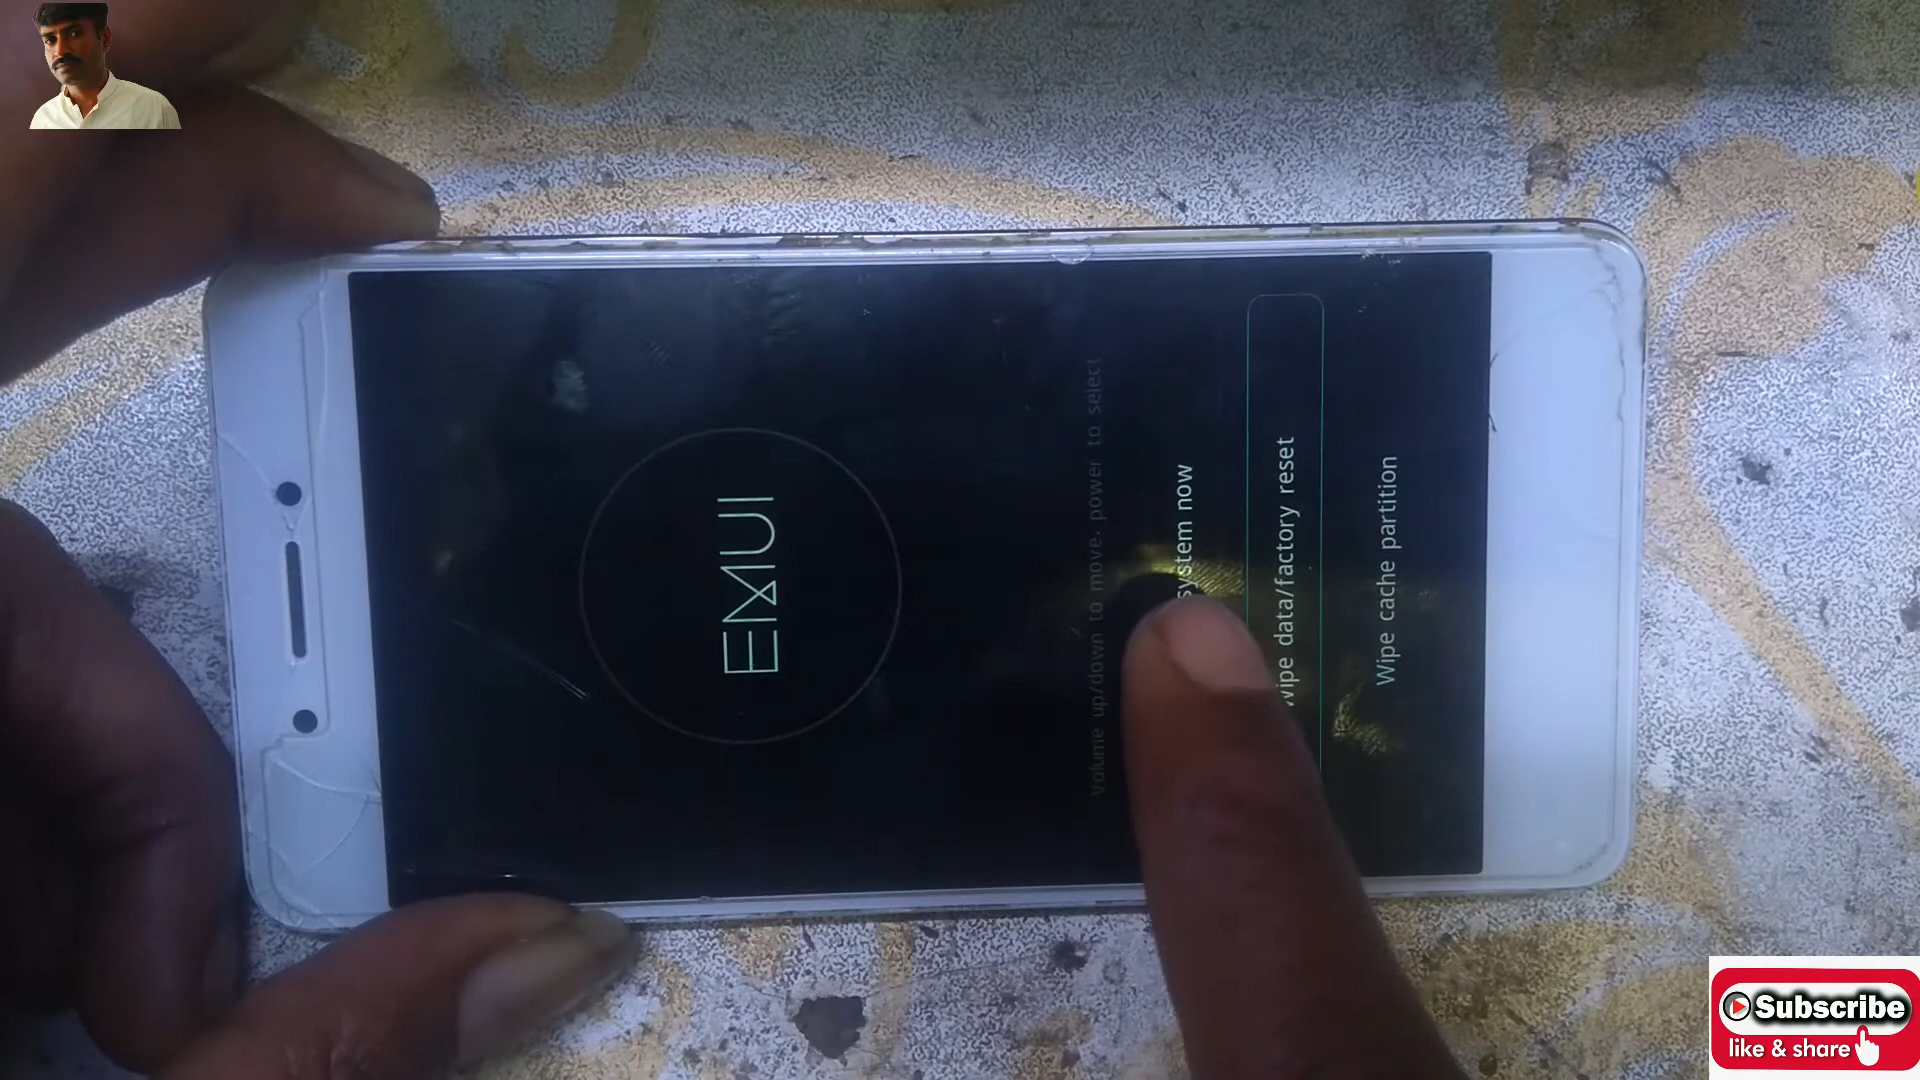 EMUI
volume up/down to move, power to select
system now
wipe data/factory reset
Wipe cache partition
Subscribe
like & share